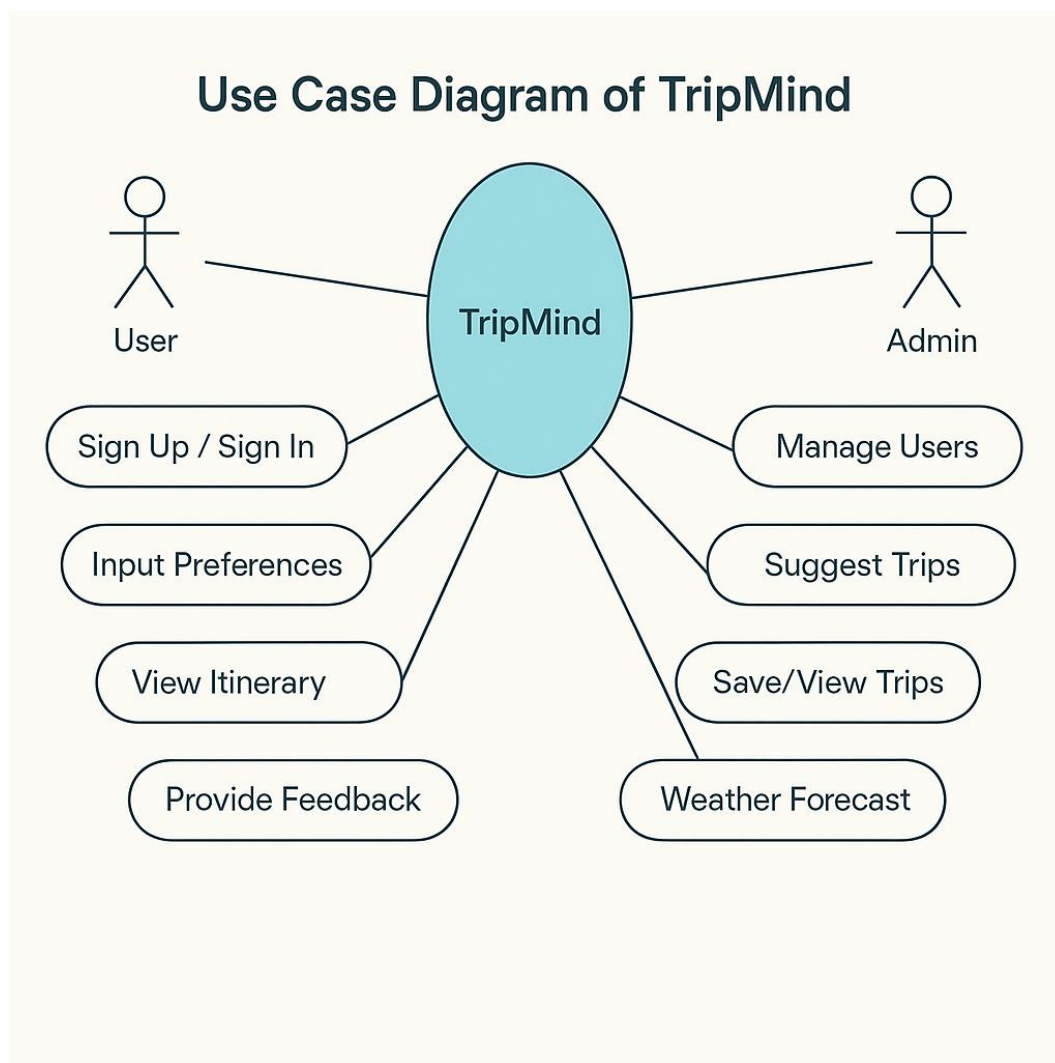 Use Case Diagram of TripMind
TripMind
User
Admin
Sign Up / Sign In
Manage Users
Input Preferences
Suggest Trips
View Itinerary
Save/View Trips
Provide Feedback
Weather Forecast